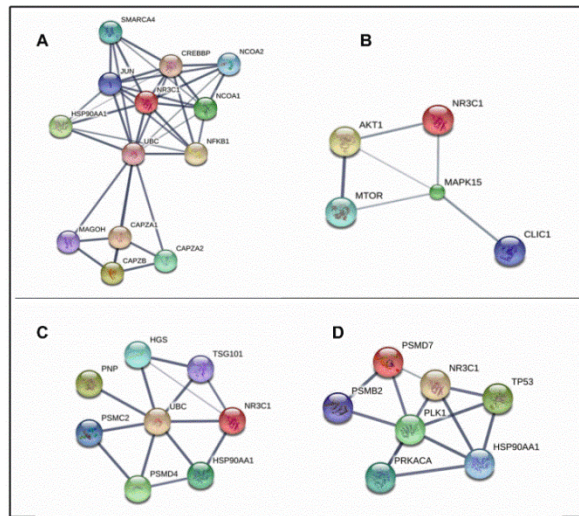 A
SMARCA4
CREBBP
NCOA2
JUN
NR3C1
NCOA1
HSP90AA1
UBC
NFKB1
MAGOH
CAPZA1
CAPZA2
CAPZB
B
NR3C1
AKT1
MAPK15
MTOR
CLIC1
C
HGS
TSG101
PNP
UBC
NR3C1
PSMC2
HSP90AA1
PSMD4
D
PSMD7
NR3C1
TP53
PSMB2
PLK1
HSP90AA1
PRKACA